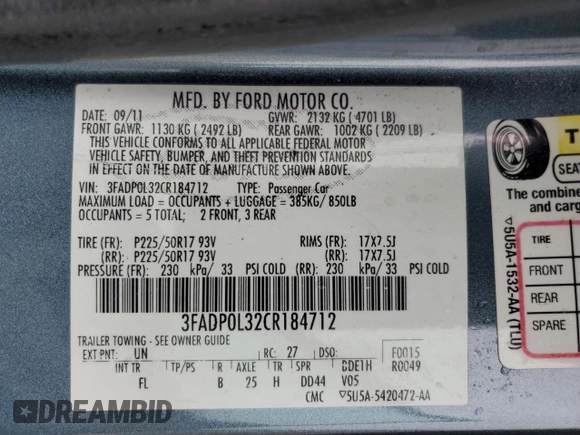 MFD. BY FORD MOTOR CO.
DATE: 09/11 GVWR: 2132 KG ( 4701 LB)
FRONT GAWR: 1130 KG ( 2492 LB) REAR GAWR: 1002 KG ( 2209 LB)
THIS VEHICLE CONFORMS TO ALL APPLICABLE FEDERAL MOTOR
VEHICLE SAFETY, BUMPER, AND THEFT PREVENTION STANDARDS
IN EFFECT ON THE DATE OF MANUFACTURE SHOWN ABOVE.
VIN: 3FADP0L32CR184712 TYPE: Passenger Car
MAXIMUM LOAD = OCCUPANTS + LUGGAGE = 385KG/ 850LB
OCCUPANTS = 5 TOTAL; 2 FRONT, 3 REAR
TIRE (FR): P225/50R17 93V RIMS (FR): 17X7.5J
(RR): P225/50R17 93V (RR): 17X7.5J
PRESSURE (FR): 230 kPa/ 33 PSI COLD (RR): 230 kPa/ 33 PSI COLD
3FADP0L32CR184712
TRAILER TOWING - SEE OWNER GUIDE
EXT PNT: UN RC: 27 DSO: F0015
INT TR TP/PS R AXLE TR SPR DDE1H R0049
FL B 25 H DD44 V05
CMC 5U5A-5420472-AA
5U5A-1532-AA (TLU)
T
SEA
The combine
and carg
TIRE
FRONT
REAR
SPARE
DREAMBID